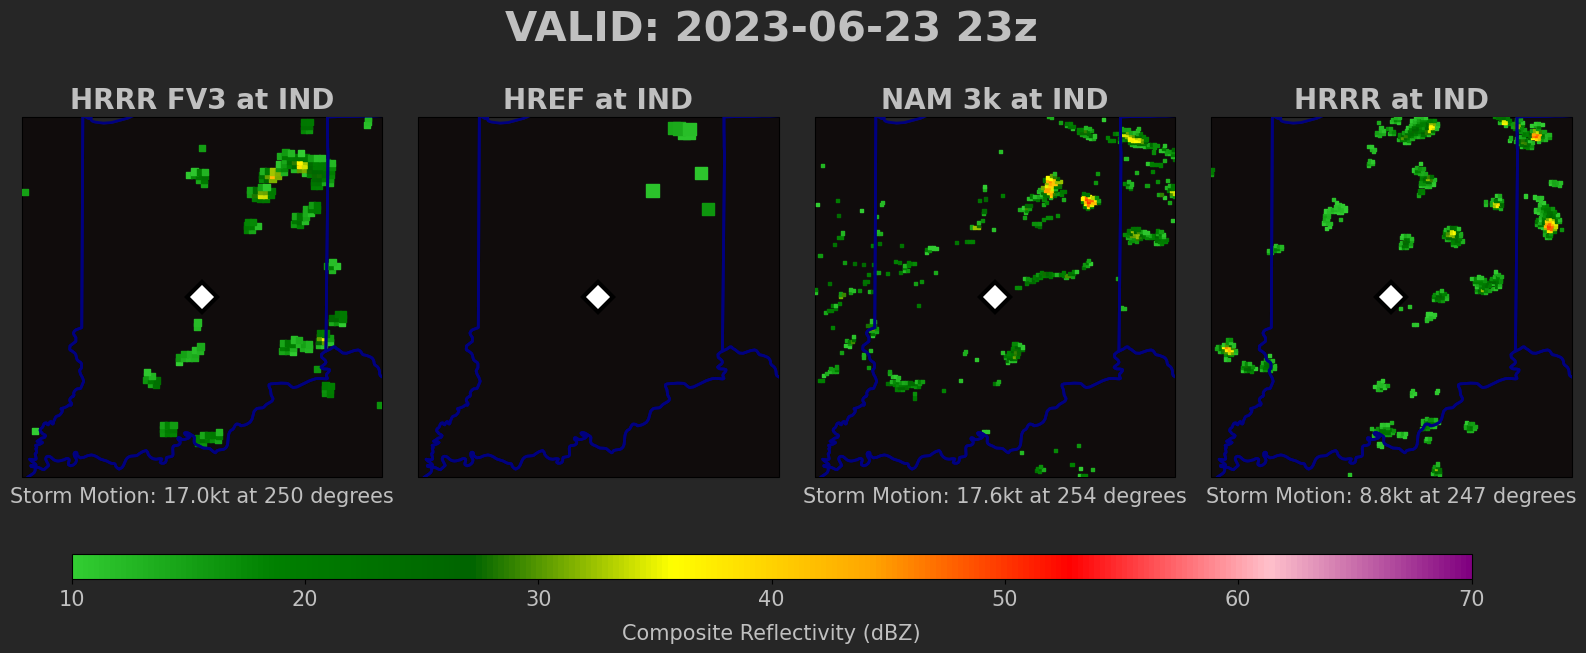 VALID: 2023-06-23 23z
HRRR FV3 at IND
HREF at IND
NAM 3k at IND
HRRR at IND
Storm Motion: 17.0kt at 250 degrees
Storm Motion: 17.6kt at 254 degrees
Storm Motion: 8.8kt at 247 degrees
10 20 30 40 50 60 70
Composite Reflectivity (dBZ)